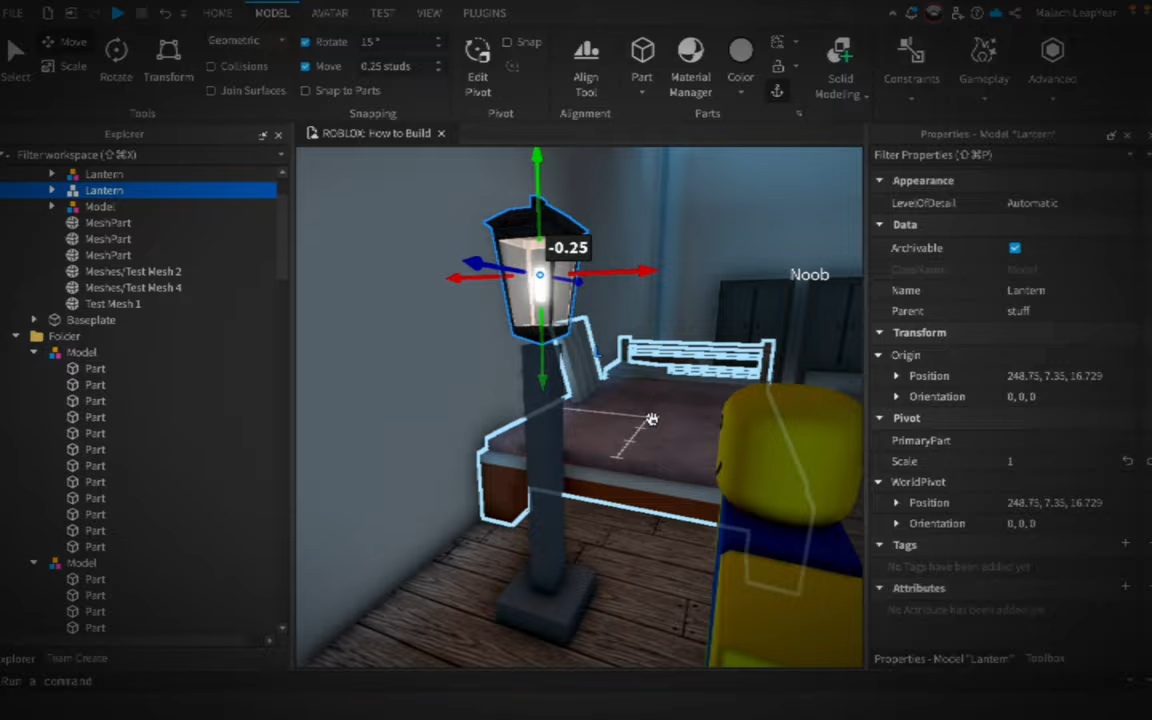 FILE HOME MODEL AVATAR TEST VIEW PLUGINS Malach LeapYear
Select Move Scale Rotate Transform
Geometric
Collisions
Join Surfaces
Rotate 15°
Move 0.25 studs
Snap to Parts
Edit Pivot
Snap
Align Tool
Part
Material Manager
Color
Solid Modeling
Constraints
Gameplay
Advanced
Tools Snapping Pivot Alignment Parts
Explorer
Filter workspace (⇧⌘X)
Lantern
Lantern
Model
MeshPart
MeshPart
MeshPart
Meshes/Test Mesh 2
Meshes/Test Mesh 4
Test Mesh 1
Baseplate
Folder
Model
Part
Part
Part
Part
Part
Part
Part
Part
Part
Part
Part
Part
Model
Part
Part
Part
Part
xplorer Team Create
Run a command
ROBLOX: How to Build
-0.25
Noob
Properties - Model "Lantern"
Filter Properties (⇧⌘P)
Appearance
LevelOfDetail Automatic
Data
Archivable
ClassName Model
Name Lantern
Parent stuff
Transform
Origin
Position 248.75, 7.35, 16.729
Orientation 0, 0, 0
Pivot
PrimaryPart
Scale 1
WorldPivot
Position 248.75, 7.35, 16.729
Orientation 0, 0, 0
Tags
No Tags have been added yet
Attributes
No Attribute has been added yet
Properties - Model "Lantern" Toolbox